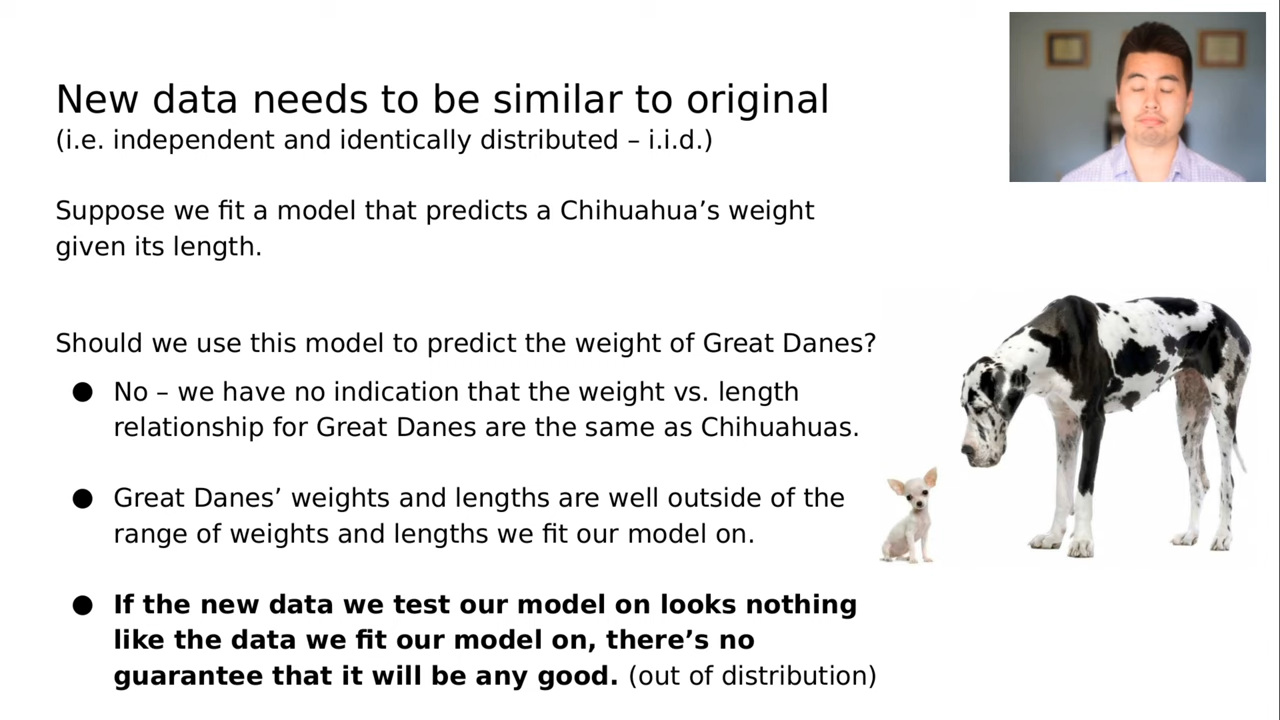 New data needs to be similar to original
(i.e. independent and identically distributed – i.i.d.)
Suppose we fit a model that predicts a Chihuahua’s weight
given its length.
Should we use this model to predict the weight of Great Danes?
● No – we have no indication that the weight vs. length
relationship for Great Danes are the same as Chihuahuas.
● Great Danes’ weights and lengths are well outside of the
range of weights and lengths we fit our model on.
● If the new data we test our model on looks nothing
like the data we fit our model on, there’s no
guarantee that it will be any good. (out of distribution)